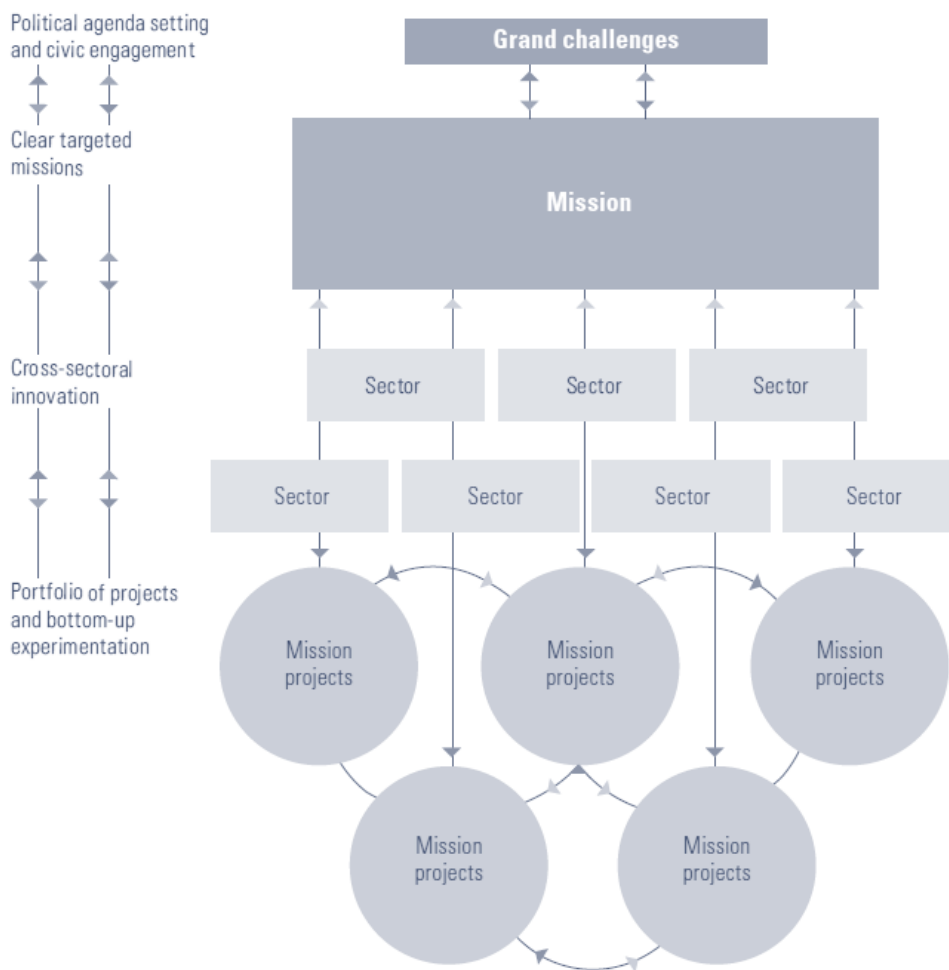 Political agenda setting
and civic engagement
Grand challenges
Clear targeted
missions
Mission
Cross-sectoral
innovation
Sector
Sector
Sector
Sector
Sector
Sector
Sector
Portfolio of projects
and bottom-up
experimentation
Mission
projects
Mission
projects
Mission
projects
Mission
projects
Mission
projects